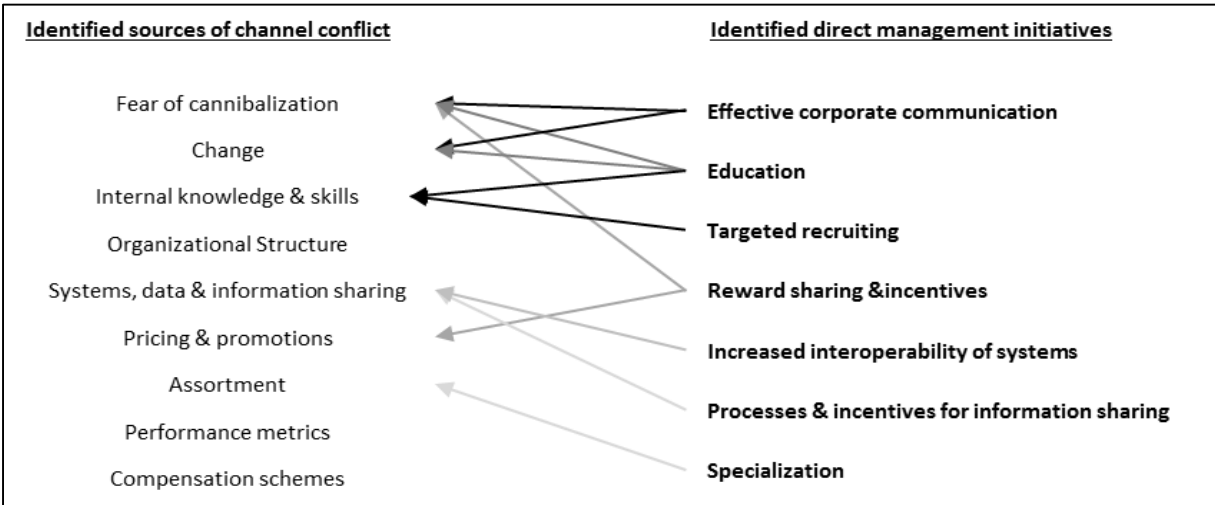 Identified sources of channel conflict
Fear of cannibalization
Change
Internal knowledge & skills
Organizational Structure
Systems, data & information sharing
Pricing & promotions
Assortment
Performance metrics
Compensation schemes
Identified direct management initiatives
Effective corporate communication
Education
Targeted recruiting
Reward sharing &incentives
Increased interoperability of systems
Processes & incentives for information sharing
Specialization